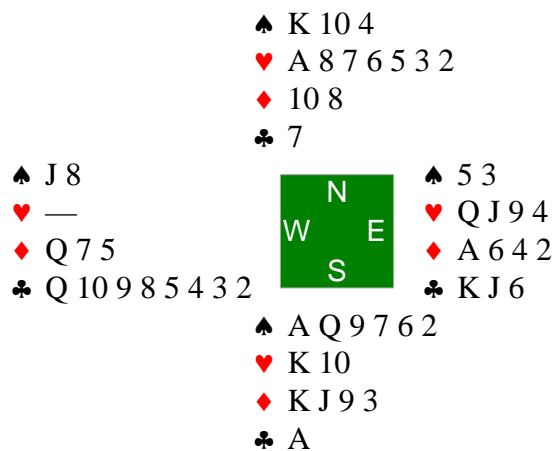 ♠ K 10 4
♥ A 8 7 6 5 3 2
♦ 10 8
♣ 7
♠ J 8
♥ —
♦ Q 7 5
♣ Q 10 9 8 5 4 3 2
N
W E
S
♠ 5 3
♥ Q J 9 4
♦ A 6 4 2
♣ K J 6
♠ A Q 9 7 6 2
♥ K 10
♦ K J 9 3
♣ A